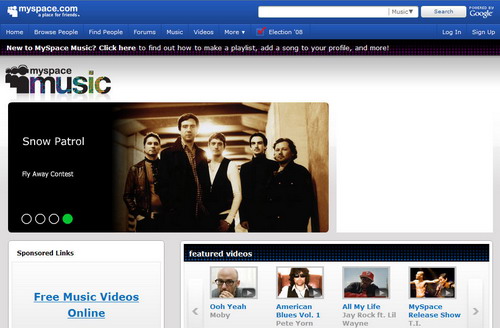 myspace.com
a place for friends
Music
Search
POWERED BY
Google
Home Browse People Find People Forums Music Videos More Election '08 Log In Sign Up
New to MySpace Music? Click here to find out how to make a playlist, add a song to your profile, and more!
myspace
music
Snow Patrol
Fly Away Contest
Sponsored Links
featured videos
Free Music Videos
Online
Ooh Yeah
Moby
American
Blues Vol. 1
Pete Yorn
All My Life
Jay Rock ft. Lil
Wayne
MySpace
Release Show
T.I.